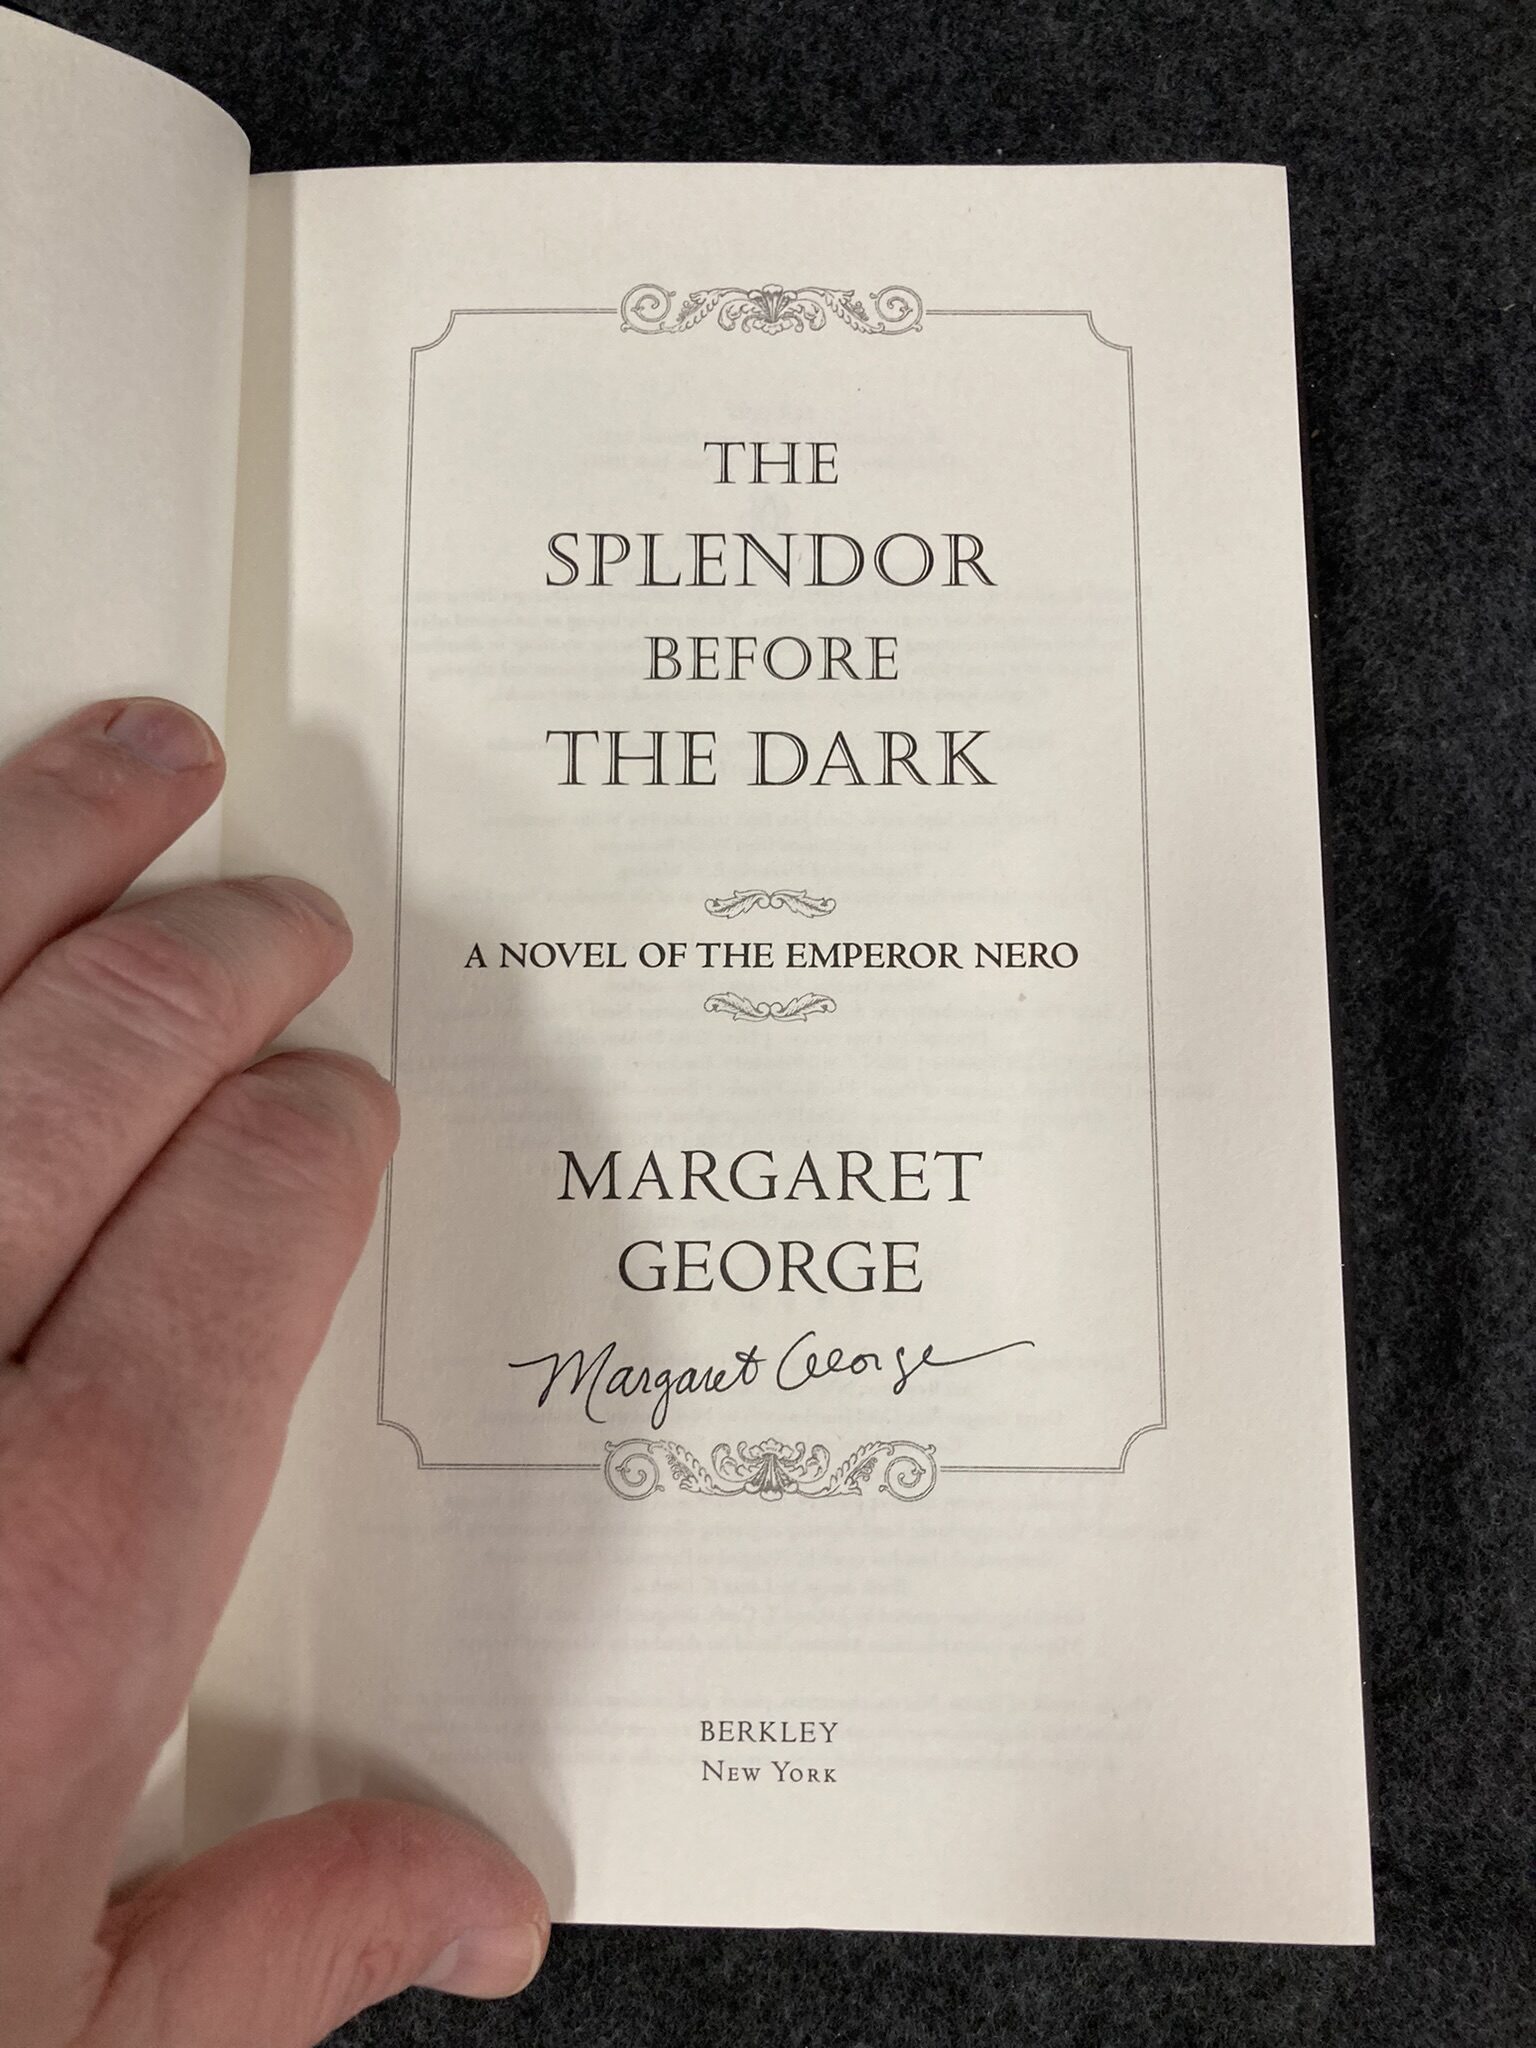 THE
SPLENDOR
BEFORE
THE DARK
A NOVEL OF THE EMPEROR NERO
MARGARET
GEORGE
Margaret George
BERKLEY
New York